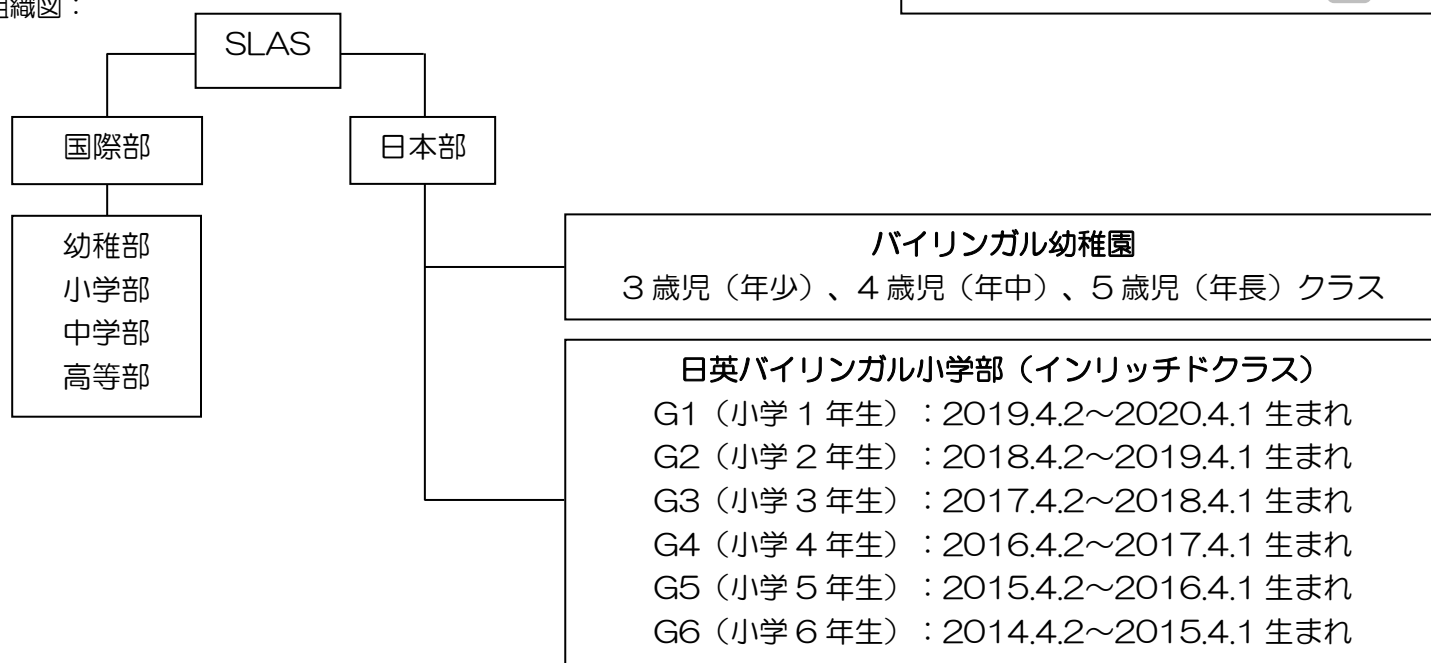 組織図：
SLAS
国際部
日本部
幼稚部
小学部
中学部
高等部
バイリンガル幼稚園
3歳児（年少）、4歳児（年中）、5歳児（年長）クラス
日英バイリンガル小学部（インリッチドクラス）
G1（小学1年生）：2019.4.2～2020.4.1生まれ
G2（小学2年生）：2018.4.2～2019.4.1生まれ
G3（小学3年生）：2017.4.2～2018.4.1生まれ
G4（小学4年生）：2016.4.2～2017.4.1生まれ
G5（小学5年生）：2015.4.2～2016.4.1生まれ
G6（小学6年生）：2014.4.2～2015.4.1生まれ